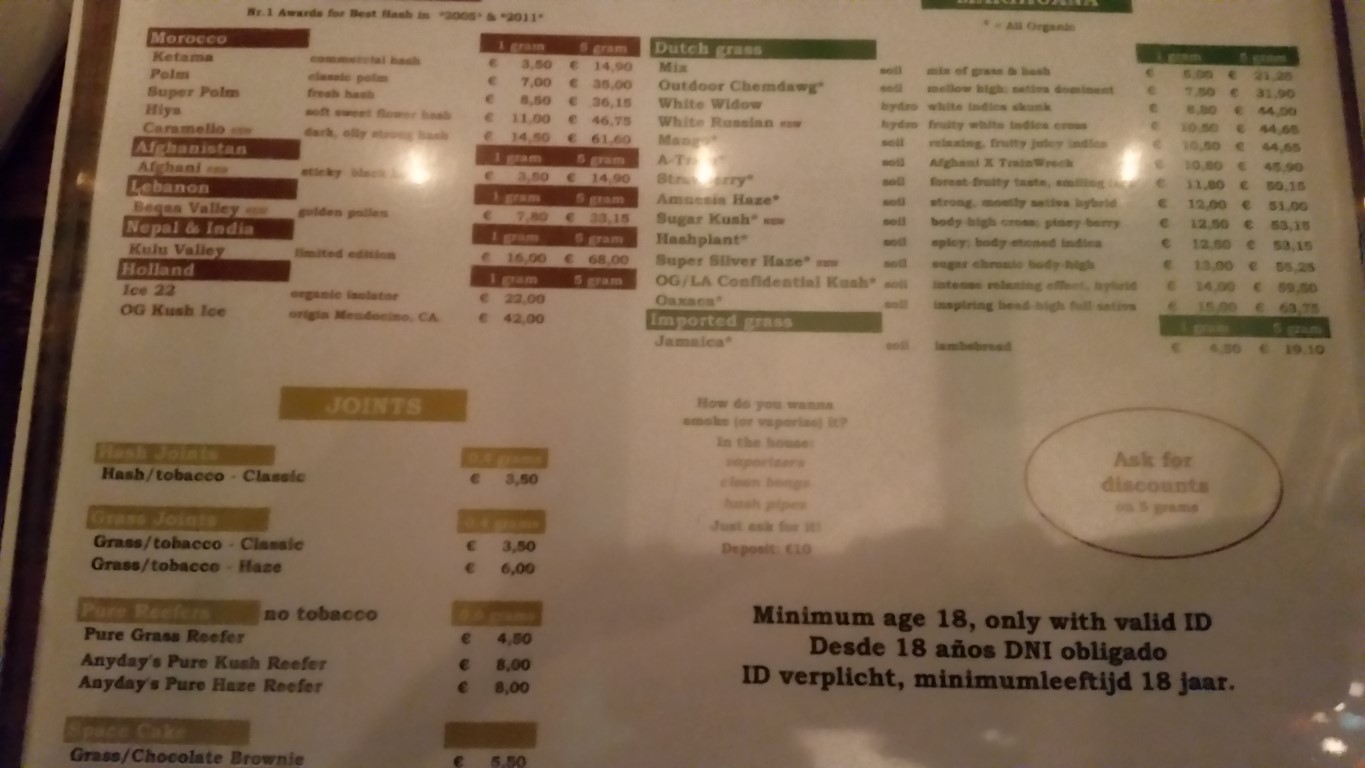 Nr.1 Awards for Best Hash in "2005" & "2011"
Morocco 1 gram 5 gram
Ketama commercial hash € 3,50 € 14,90
Polm classic polm € 7,00 € 35,00
Super Polm fresh hash € 8,50 € 36,15
Hiya soft sweet flower hash € 11,00 € 46,75
Caramello dark, oily strong hash € 14,50 € 61,60
Afghanistan 1 gram 5 gram
Afghani sticky black € 3,50 € 14,90
Lebanon 1 gram 5 gram
Beqaa Valley golden pollen € 7,80 € 33,15
Nepal & India 1 gram 5 gram
Kulu Valley limited edition € 16,00 € 68,00
Holland 1 gram 5 gram
Ice 22 organic isolator € 22,00
OG Kush Ice origin Mendocino, CA. € 42,00
JOINTS
Hash Joints 0.4 grams
Hash/tobacco - Classic € 3,50
Grass Joints 0.4 grams
Grass/tobacco - Classic € 3,50
Grass/tobacco - Haze € 6,00
Pure Reefers no tobacco grams
Pure Grass Reefer € 4,50
Anyday's Pure Kush Reefer € 8,00
Anyday's Pure Haze Reefer € 8,00
Space Cake
Grass/Chocolate Brownie € 5,50
MARIHUANA
* = All Organic
Dutch grass 1 gram 5 gram
Mix soil mix of grass & hash € 5,00 € 21,25
Outdoor Chemdawg* soil mellow high; sativa dominant € 7,50 € 31,90
White Widow hydro white indica skunk € € 44,00
White Russian hydro fruity white indica cross € 10,50 € 44,65
Mango* soil relaxing, fruity juicy indica € 10,50 € 44,65
soil Afghani X TrainWreck € 10,80 € 45,90
Strawberry* soil forest-fruity taste, smiling € 11,80 € 50,15
Amnesia Haze* soil strong, mostly sativa hybrid € 12,00 € 51,00
Sugar Kush* soil body-high cross; piney-berry € 12,50 € 53,15
Hashplant* soil spicy; body-stoned indica € 12,50 € 53,15
Super Silver Haze* soil sugar chronic body-high € 13,00 € 55,25
OG/LA Confidential Kush* soil intense relaxing effect, hybrid € 14,00 € 59,50
Oaxaca* soil inspiring head-high full sativa € 15,00 € 63,75
Imported grass 1 gram 5 gram
Jamaica* soil lambsbread € 4,50 € 19,10
How do you wanna
smoke (or vaporize) it?
In the house:
vaporizers
clean bongs
hash pipes
Just ask for it!
Deposit: €10
Ask for
discounts
on 5 grams
Minimum age 18, only with valid ID
Desde 18 años DNI obligado
ID verplicht, minimumleeftijd 18 jaar.